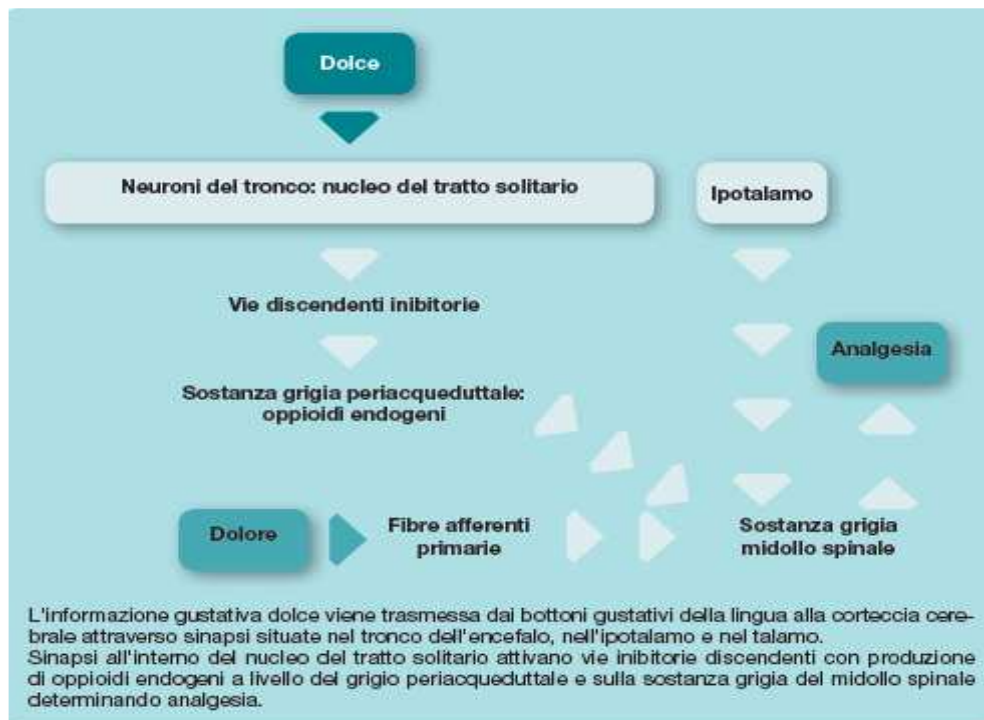 Dolce
Neuroni del tronco: nucleo del tratto solitario
Ipotalamo
Vie discendenti inibitorie
Analgesia
Sostanza grigia periacqueduttale:
oppioidi endogeni
Dolore
Fibre afferenti
primarie
Sostanza grigia
midollo spinale
L'informazione gustativa dolce viene trasmessa dai bottoni gustativi della lingua alla corteccia cere-
brale attraverso sinapsi situate nel tronco dell'encefalo, nell'ipotalamo e nel talamo.
Sinapsi all'interno del nucleo del tratto solitario attivano vie inibitorie discendenti con produzione
di oppioidi endogeni a livello del grigio periacqueduttale e sulla sostanza grigia del midollo spinale
determinando analgesia.